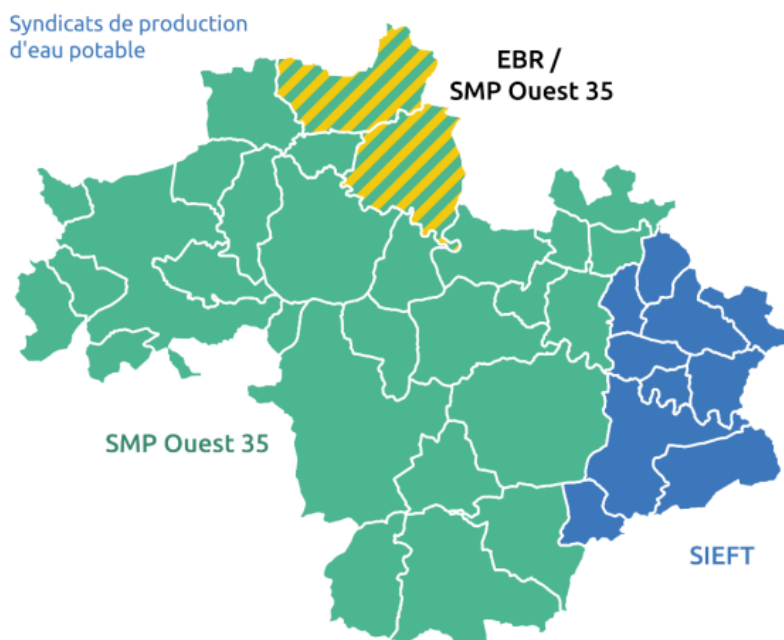 Syndicats de production
d'eau potable
EBR /
SMP Ouest 35
SMP Ouest 35
SIEFT